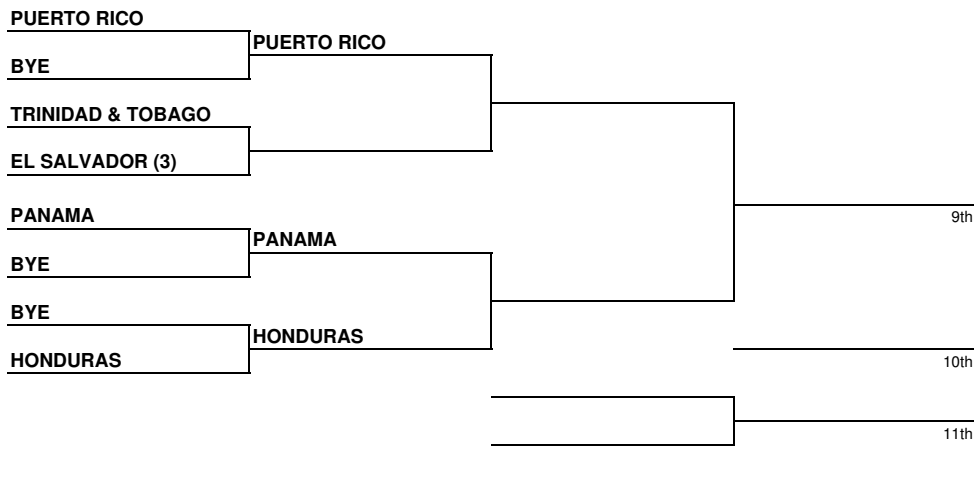 PUERTO RICO
PUERTO RICO
BYE
TRINIDAD & TOBAGO
EL SALVADOR (3)
PANAMA
9th
PANAMA
BYE
BYE
HONDURAS
HONDURAS
10th
11th